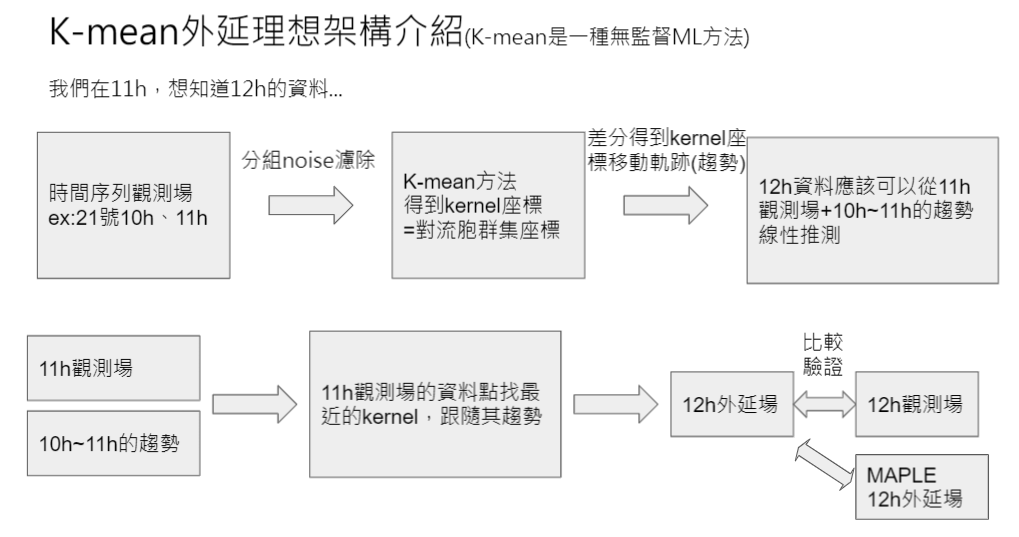 K-mean外延理想架構介紹(K-mean是一種無監督ML方法)
我們在11h，想知道12h的資料...
時間序列觀測場
ex:21號10h、11h
分組noise濾除
K-mean方法
得到kernel座標
=對流胞群集座標
差分得到kernel座
標移動軌跡(趨勢)
12h資料應該可以從11h
觀測場+10h~11h的趨勢
線性推測
11h觀測場
10h~11h的趨勢
11h觀測場的資料點找最
近的kernel，跟隨其趨勢
12h外延場
比較
驗證
12h觀測場
MAPLE
12h外延場